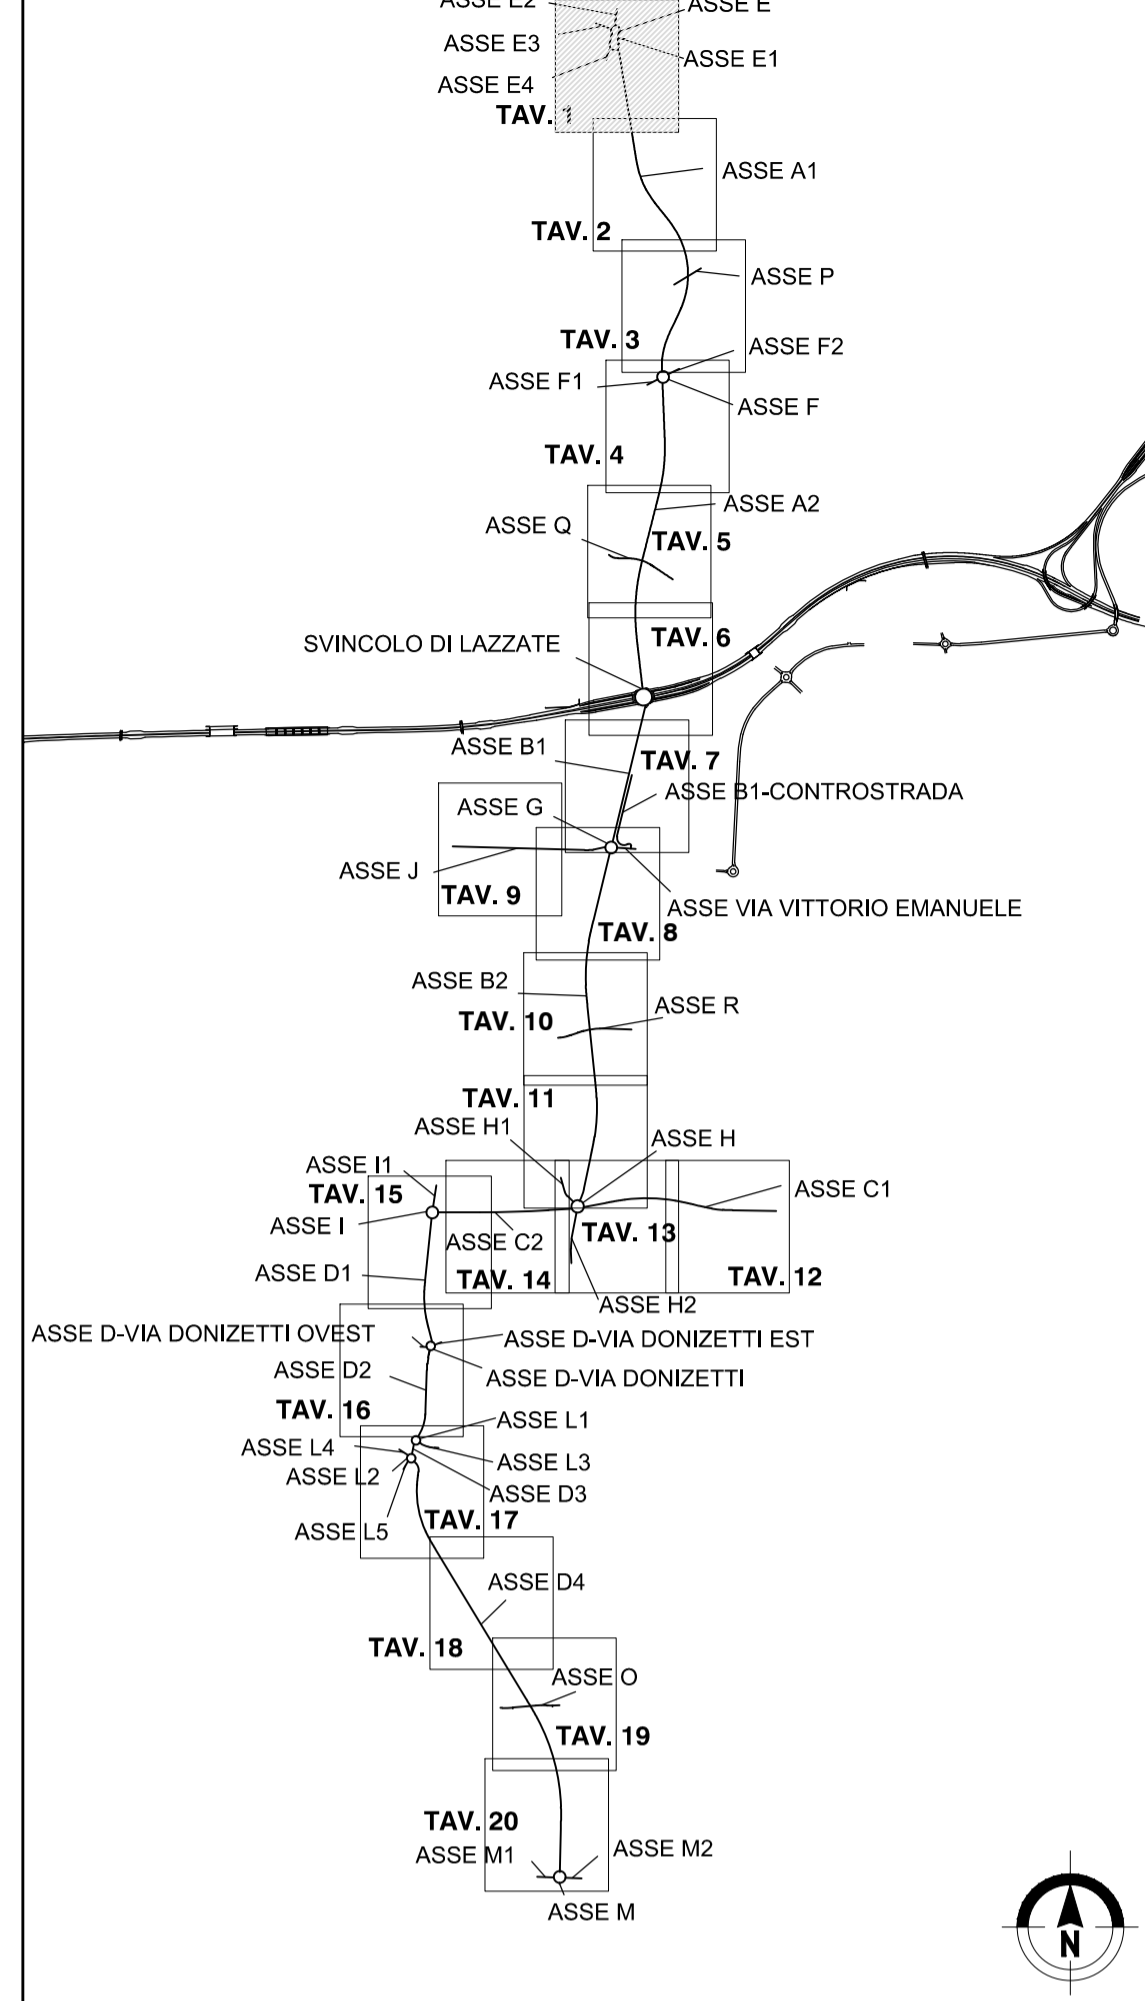 ASSE E2
ASSE E
ASSE E3
ASSE E1
ASSE E4
TAV. 1
ASSE A1
TAV. 2
ASSE P
TAV. 3
ASSE F2
ASSE F1
ASSE F
TAV. 4
ASSE A2
ASSE Q
TAV. 5
TAV. 6
SVINCOLO DI LAZZATE
ASSE B1
TAV. 7
ASSE B1-CONTROSTRADA
ASSE G
ASSE J
TAV. 9
ASSE VIA VITTORIO EMANUELE
TAV. 8
ASSE B2
ASSE R
TAV. 10
TAV. 11
ASSE H1
ASSE H
ASSE I1
TAV. 15
ASSE C1
ASSE I
TAV. 13
ASSE C2
ASSE D1
TAV. 14
TAV. 12
ASSE H2
ASSE D-VIA DONIZETTI OVEST
ASSE D-VIA DONIZETTI EST
ASSE D2
ASSE D-VIA DONIZETTI
TAV. 16
ASSE L1
ASSE L4
ASSE L3
ASSE L2
ASSE D3
TAV. 17
ASSE L5
ASSE D4
TAV. 18
ASSE O
TAV. 19
TAV. 20
ASSE M1
ASSE M2
ASSE M
N